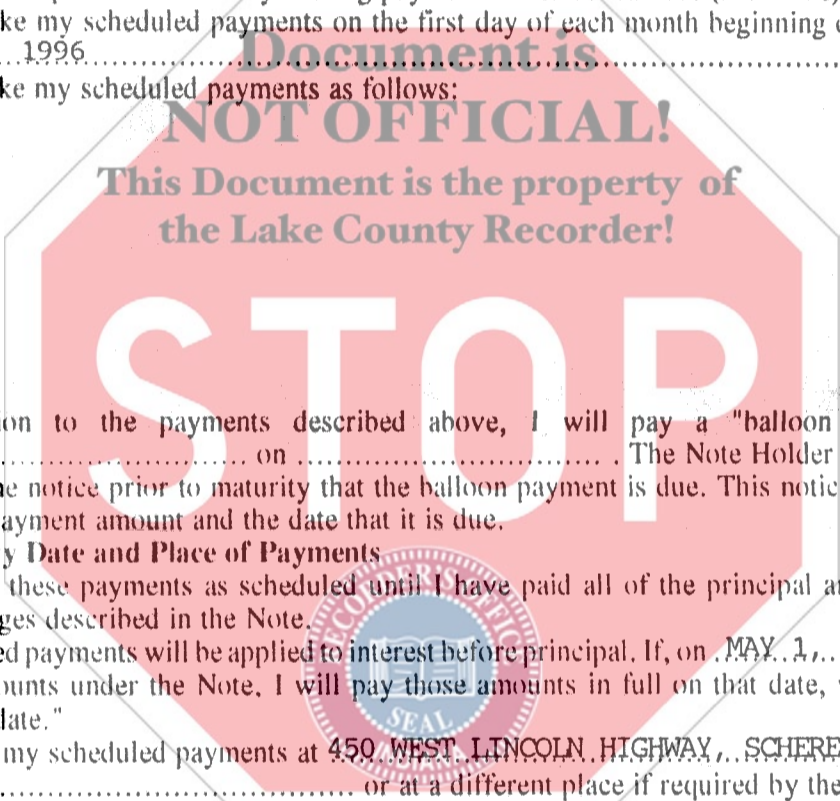 ke my scheduled payments on the first day of each month beginning
1996
Document is
ke my scheduled payments as follows:
NOT OFFICIAL!
This Document is the property of
the Lake County Recorder!
STOP
on to the payments described above, I will pay a "balloon
on The Note Holder
e notice prior to maturity that the balloon payment is due. This notic
ayment amount and the date that it is due.
y Date and Place of Payments
these payments as scheduled until I have paid all of the principal a
ges described in the Note.
ed payments will be applied to interest before principal. If, on MAY 1,
ounts under the Note, I will pay those amounts in full on that date,
late."
my scheduled payments at 450 WEST LINCOLN HIGHWAY, SCHERE
or at a different place if required by the
RECORDER'S OFFICE
SEAL
INDIANA